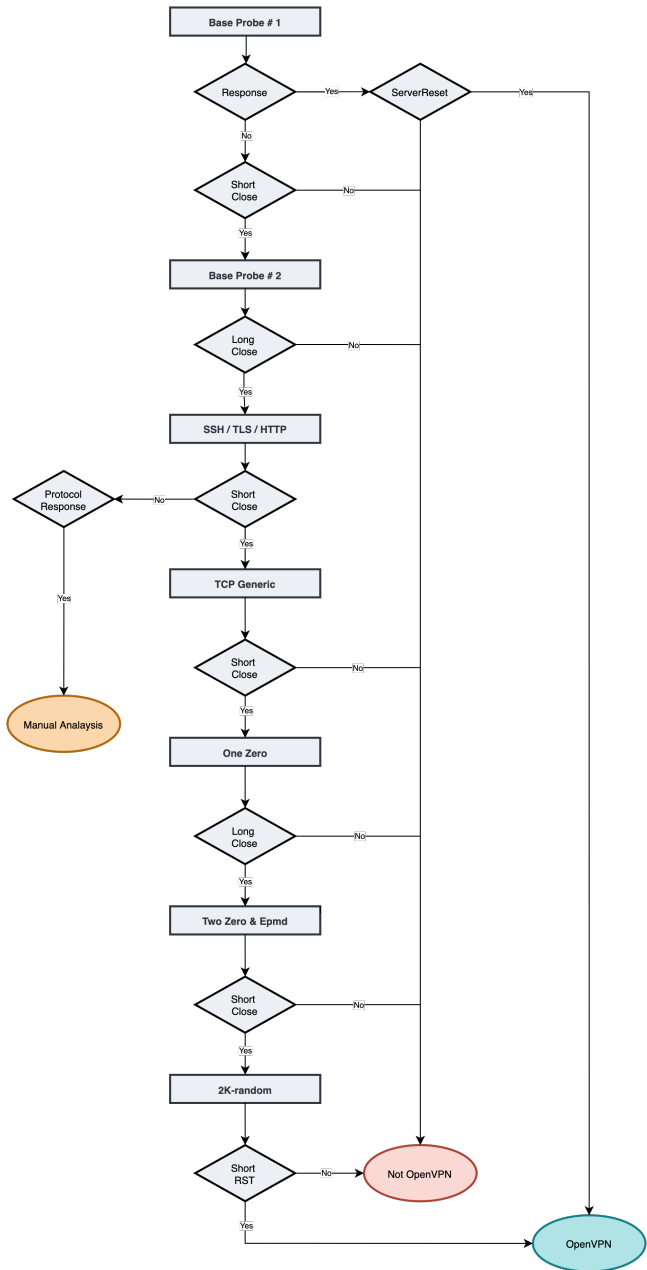 Base Probe # 1
Response
Yes
ServerReset
Yes
No
Short
Close
No
Yes
Base Probe # 2
Long
Close
No
Yes
SSH / TLS / HTTP
Protocol
Response
No
Short
Close
Yes
TCP Generic
Yes
Short
Close
No
Yes
Manual Analaysis
One Zero
Long
Close
No
Yes
Two Zero & Epmd
Short
Close
No
Yes
2K-random
Short
RST
No
Not OpenVPN
Yes
OpenVPN